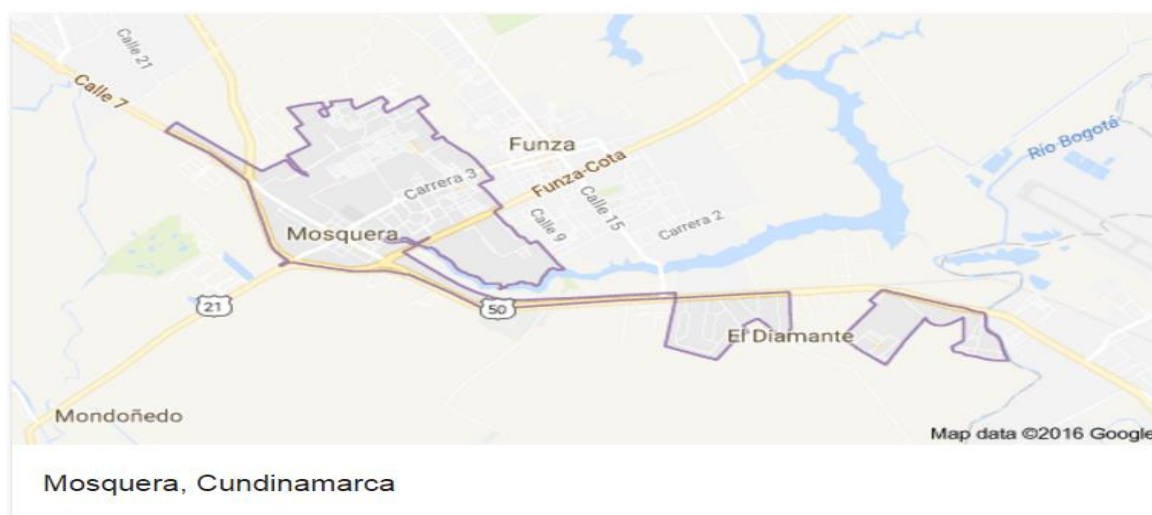 Calle 21
Calle 7
Río Bogotá
Funza
Funza-Cota
Carrera 3
Calle 15
Calle 9
Carrera 2
Mosquera
21
50
El Diamante
Mondoñedo
Map data ©2016 Google
Mosquera, Cundinamarca